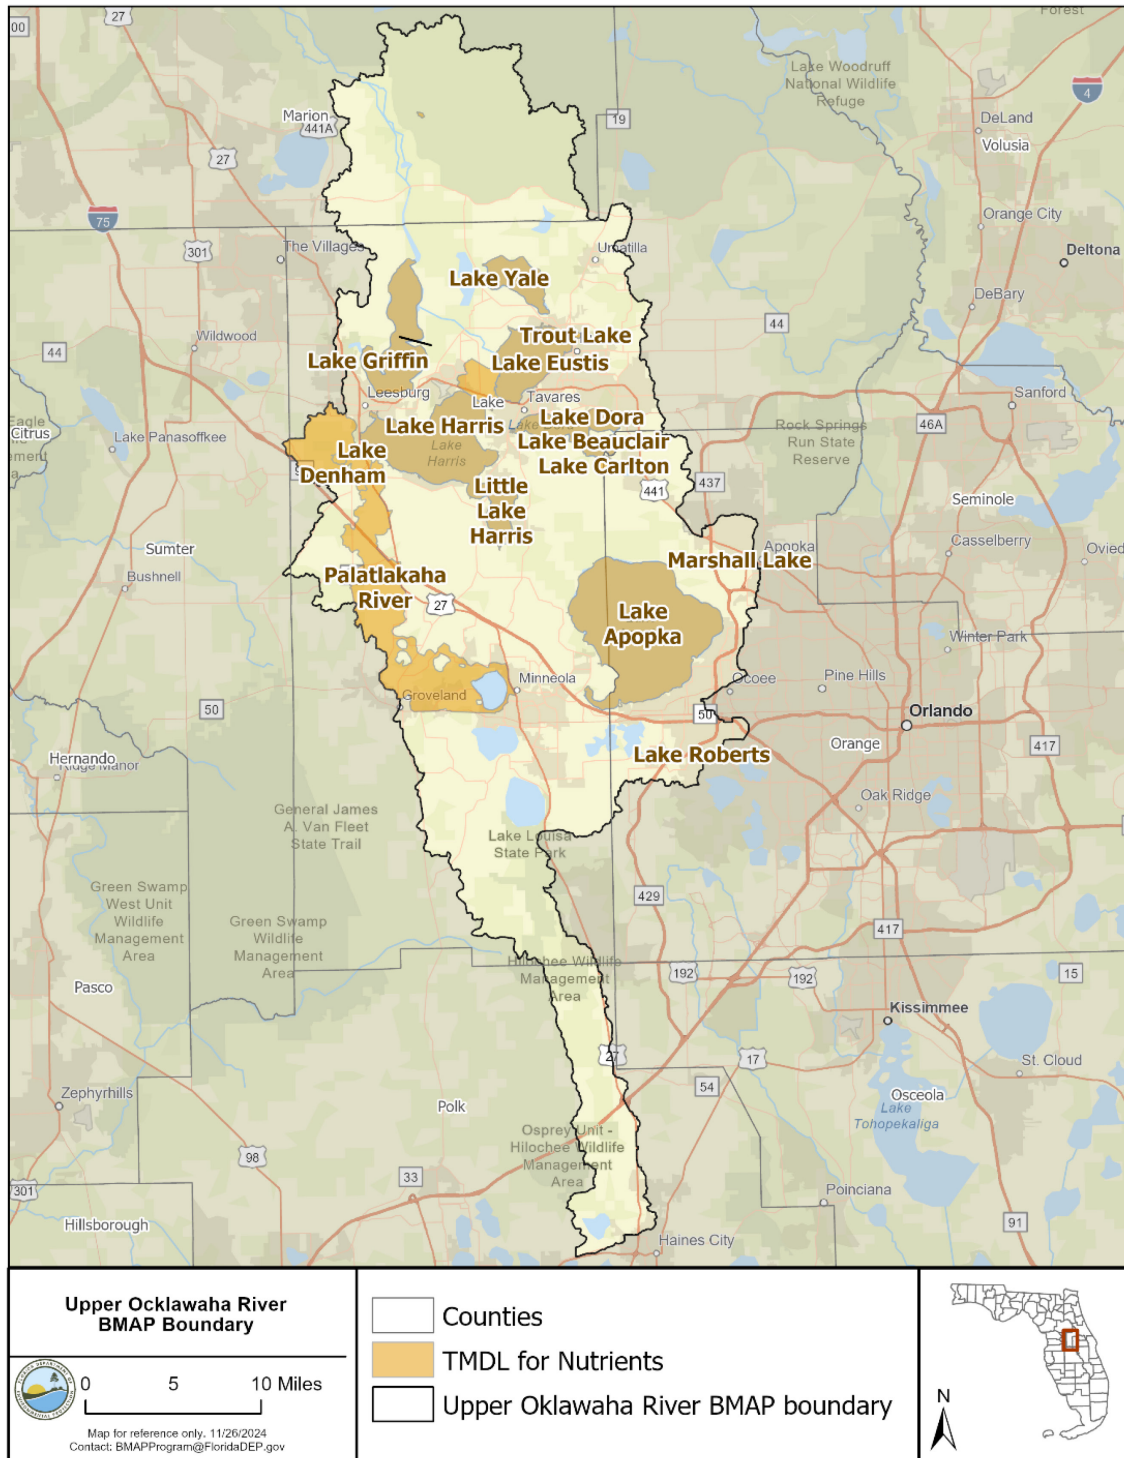 27
00
Forest
Lake Woodruff
National Wildlife
Refuge
4
Marion
441A
19
DeLand
Volusia
27
75
Orange City
301
The Villages
Umatilla
Deltona
Lake Yale
DeBary
Wildwood
44
44
Trout Lake
Lake Griffin
Lake Eustis
Leesburg
Lake
Tavares
Sanford
Eagle
Citrus
Lake Panasoffkee
Lake Harris
Lake Dora
46A
Rock Springs
Run State
Reserve
Lake
Harris
Lake Beauclair
Lake
Denham
Lake Carlton
441
437
Little
Lake
Harris
Seminole
Sumter
Apopka
Casselberry
Ovied
Marshall Lake
Bushnell
Palatlakaha
River
27
Lake
Apopka
Winter Park
Minneola
Ocoee
Pine Hills
Groveland
50
50
Orlando
Orange
417
Hernando
Ridge Manor
Lake Roberts
Oak Ridge
General James
A. Van Fleet
State Trail
Lake Louisa
State Park
Green Swamp
West Unit
Wildlife
Management
Area
Green Swamp
Wildlife
Management
Area
429
417
Hilochee Wildlife
Management
Area
192
192
15
Pasco
Kissimmee
27
17
St. Cloud
54
Zephyrhills
Polk
Osceola
Lake
Tohopekaliga
Osprey Unit -
Hilochee Wildlife
Management
Area
98
33
301
Poinciana
Hillsborough
91
Haines City
Upper Ocklawaha River
BMAP Boundary
0 5 10 Miles
Map for reference only. 11/26/2024
Contact: BMAPProgram@FloridaDEP.gov
Counties
TMDL for Nutrients
Upper Oklawaha River BMAP boundary
N